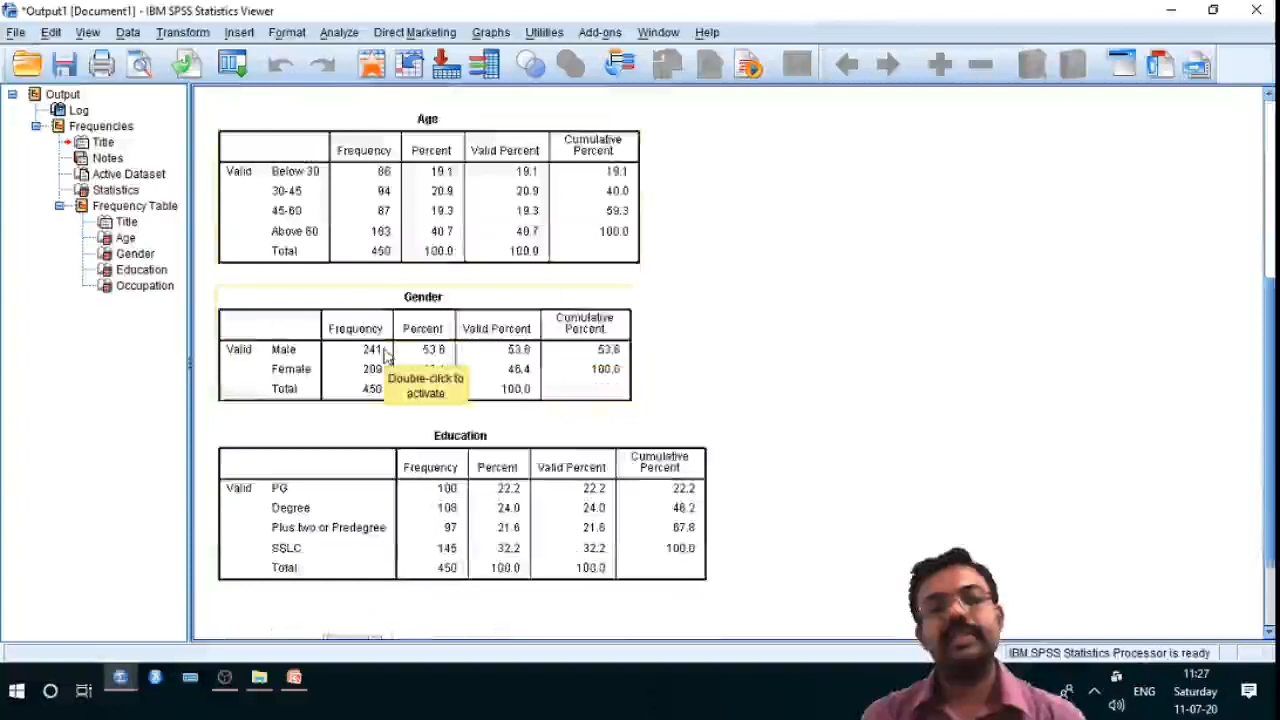 *Output1 [Document1] - IBM SPSS Statistics Viewer
File Edit View Data Transform Insert Format Analyze Direct Marketing Graphs Utilities Add-ons Window Help
Output
Log
Frequencies
Title
Notes
Active Dataset
Statistics
Frequency Table
Title
Age
Gender
Education
Occupation
Age
Frequency Percent Valid Percent Cumulative Percent
Valid Below 30 86 19.1 19.1 19.1
30-45 94 20.9 20.9 40.0
45-60 87 19.3 19.3 59.3
Above 60 183 40.7 40.7 100.0
Total 450 100.0 100.0
Gender
Frequency Percent Valid Percent Cumulative Percent
Valid Male 241 53.6 53.6 53.6
Female 209 46.4 100.0
Total 450 100.0
Double-click to
activate
Education
Frequency Percent Valid Percent Cumulative Percent
Valid PG 100 22.2 22.2 22.2
Degree 108 24.0 24.0 46.2
Plus two or Predegree 97 21.6 21.6 67.8
SSLC 145 32.2 32.2 100.0
Total 450 100.0 100.0
IBM SPSS Statistics Processor is ready
ENG
11:27
Saturday
11-07-20